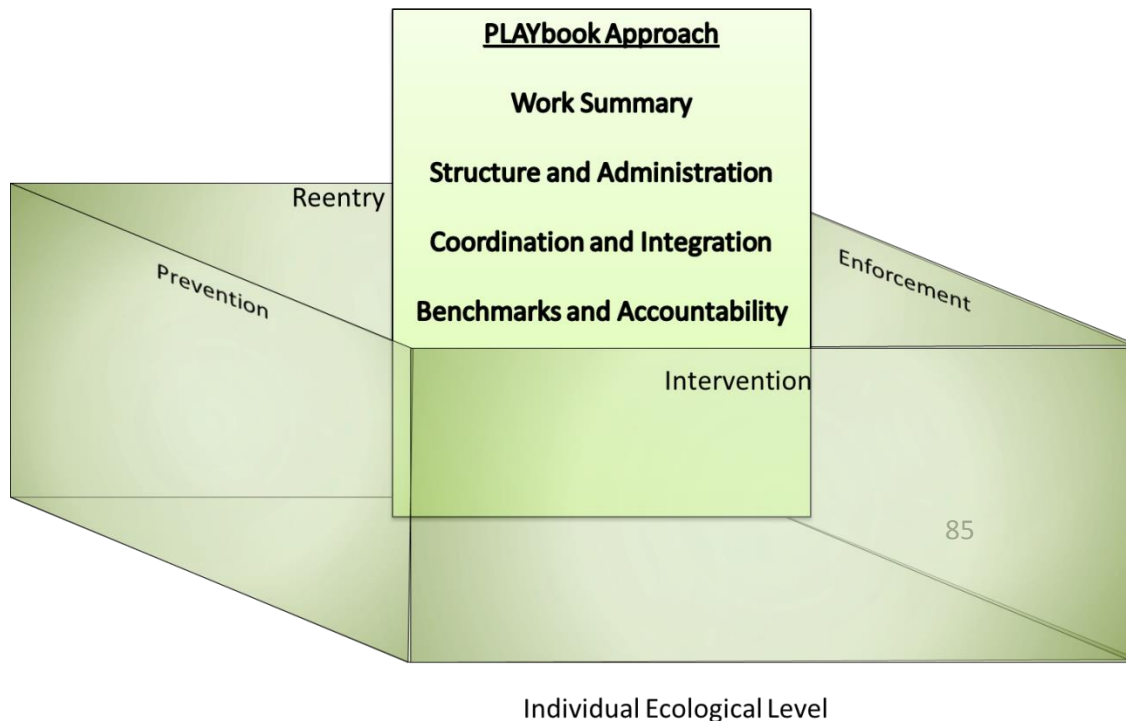 PLAYbook Approach
Work Summary
Structure and Administration
Reentry
Coordination and Integration
Prevention
Enforcement
Benchmarks and Accountability
Intervention
85
Individual Ecological Level